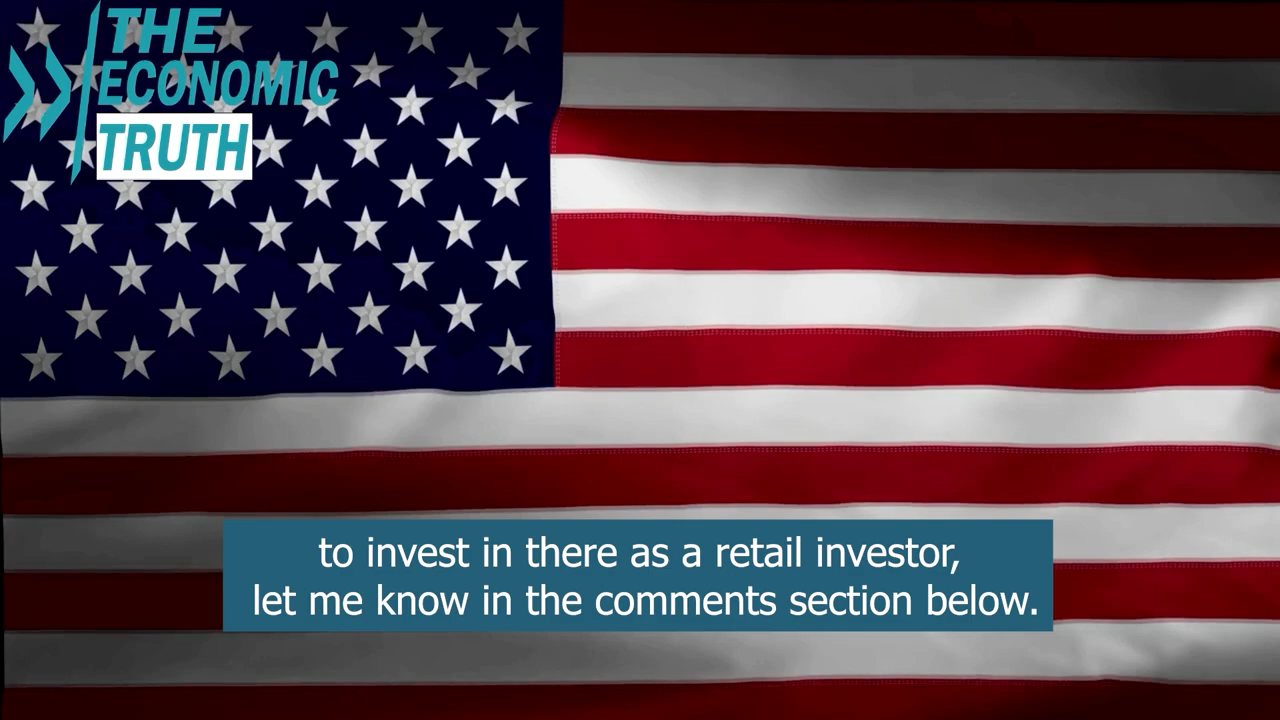 THE
ECONOMIC
TRUTH
to invest in there as a retail investor,
let me know in the comments section below.